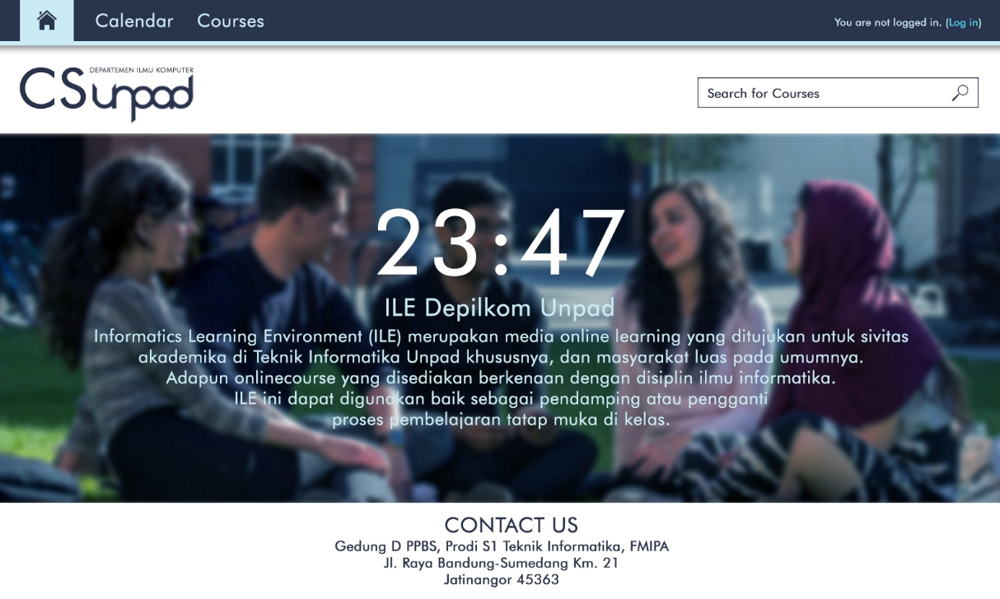 Calendar Courses
You are not logged in. (Log in)
DEPARTEMEN ILMU KOMPUTER
CSunpad
Search for Courses
23:47
ILE Depilkom Unpad
Informatics Learning Environment (ILE) merupakan media online learning yang ditujukan untuk sivitas
akademika di Teknik Informatika Unpad khususnya, dan masyarakat luas pada umumnya.
Adapun onlinecourse yang disediakan berkenaan dengan disiplin ilmu informatika.
ILE ini dapat digunakan baik sebagai pendamping atau pengganti
proses pembelajaran tatap muka di kelas.
CONTACT US
Gedung D PPBS, Prodi S1 Teknik Informatika, FMIPA
Jl. Raya Bandung-Sumedang Km. 21
Jatinangor 45363